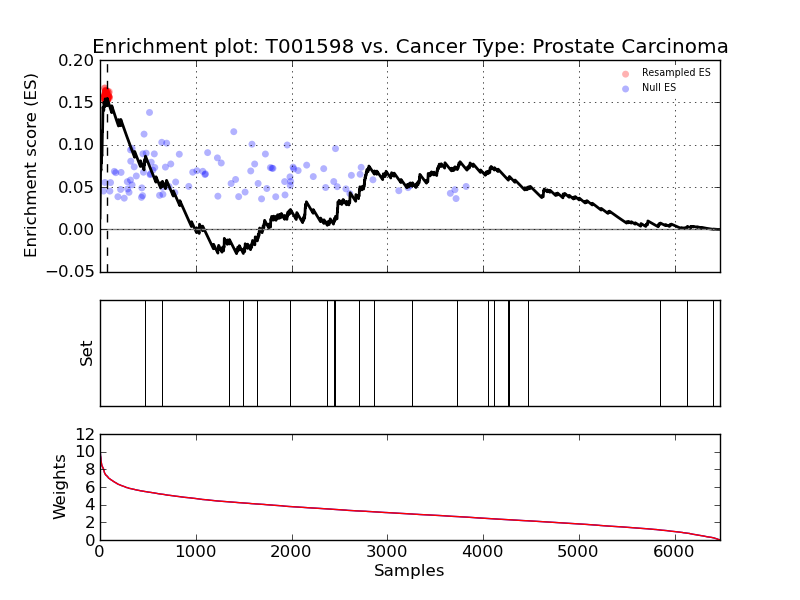 Enrichment plot: T001598 vs. Cancer Type: Prostate Carcinoma
Enrichment score (ES)
0.20
0.15
0.10
0.05
0.00
−0.05
Resampled ES
Null ES
Set
Weights
12
10
8
6
4
2
0
0 1000 2000 3000 4000 5000 6000
Samples